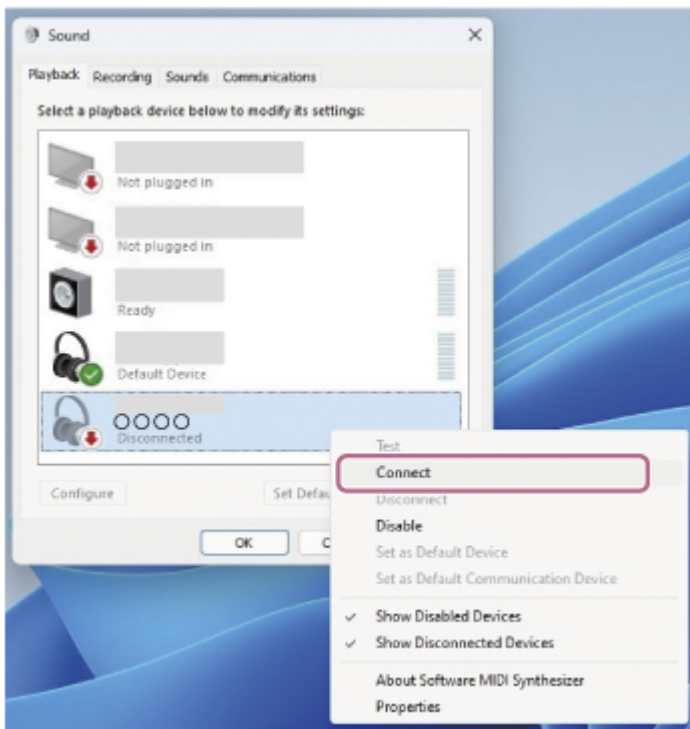 Sound
Playback Recording Sounds Communications
Select a playback device below to modify its settings:
Not plugged in
Not plugged in
Ready
Default Device
○○○○
Disconnected
Configure
Set Defau
OK
C
Test
Connect
Disconnect
Disable
Set as Default Device
Set as Default Communication Device
Show Disabled Devices
Show Disconnected Devices
About Software MIDI Synthesizer
Properties